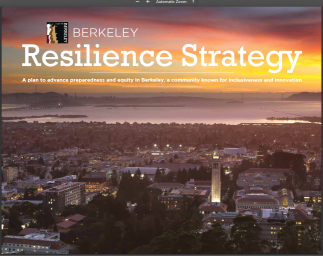 Automatic Zoom
BERKELEY
Resilience Strategy
A plan to advance preparedness and equity in Berkeley, a community known for inclusiveness and innovation